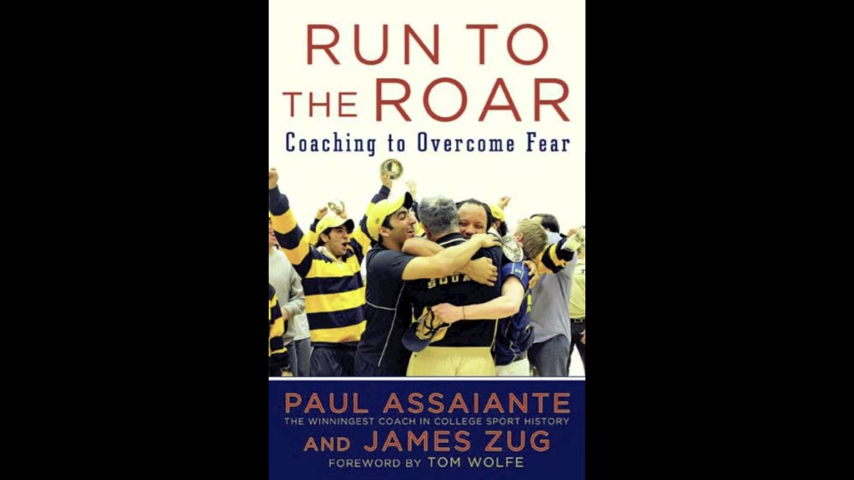 RUN TO
THE ROAR
Coaching to Overcome Fear
PAUL ASSAIANTE
THE WINNINGEST COACH IN COLLEGE SPORT HISTORY
AND JAMES ZUG
FOREWORD BY TOM WOLFE